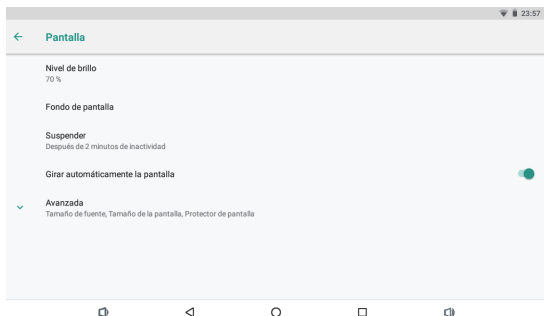 23:57
Pantalla
Nivel de brillo
70 %
Fondo de pantalla
Suspender
Después de 2 minutos de inactividad
Girar automáticamente la pantalla
Avanzada
Tamaño de fuente, Tamaño de la pantalla, Protector de pantalla